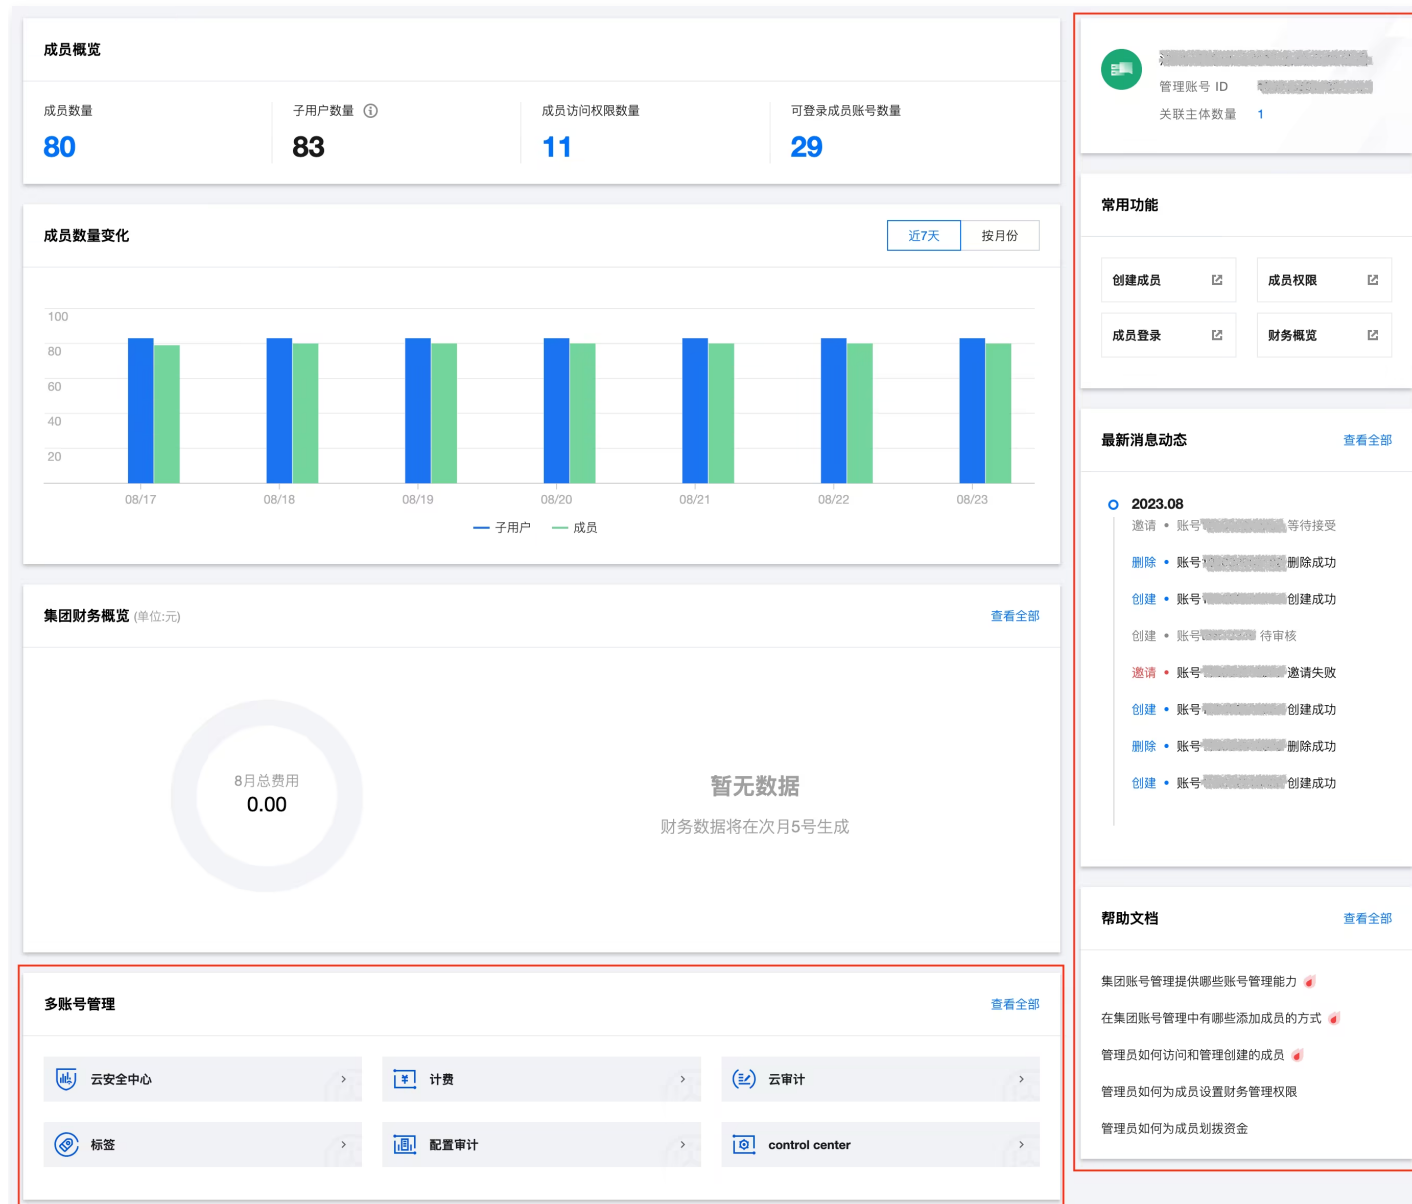 成员概览
成员数量
80
子用户数量
83
成员访问权限数量
11
可登录成员账号数量
29
成员数量变化
近7天
按月份
100
80
60
40
20
08/17
08/18
08/19
08/20
08/21
08/22
08/23
子用户
成员
集团财务概览 (单位:元)
查看全部
8月总费用
0.00
暂无数据
财务数据将在次月5号生成
多账号管理
查看全部
云安全中心
计费
云审计
标签
配置审计
control center
管理账号 ID
关联主体数量 1
常用功能
创建成员
成员权限
成员登录
财务概览
最新消息动态
查看全部
2023.08
邀请 • 账号 等待接受
删除 • 账号 删除成功
创建 • 账号 创建成功
创建 • 账号 待审核
邀请 • 账号 邀请失败
创建 • 账号 创建成功
删除 • 账号 删除成功
创建 • 账号 创建成功
帮助文档
查看全部
集团账号管理提供哪些账号管理能力
在集团账号管理中有哪些添加成员的方式
管理员如何访问和管理创建的成员
管理员如何为成员设置财务管理权限
管理员如何为成员划拨资金